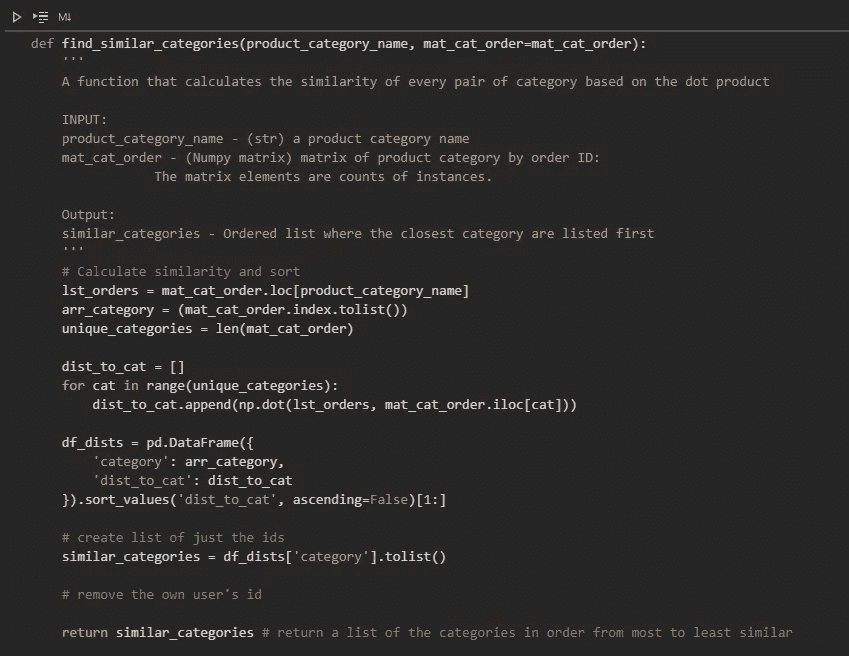 M↓
def find_similar_categories(product_category_name, mat_cat_order=mat_cat_order):
    '''
    A function that calculates the similarity of every pair of category based on the dot product

    INPUT:
    product_category_name - (str) a product category name
    mat_cat_order - (Numpy matrix) matrix of product category by order ID:
                The matrix elements are counts of instances.

    Output:
    similar_categories - Ordered list where the closest category are listed first
    '''
    # Calculate similarity and sort
    lst_orders = mat_cat_order.loc[product_category_name]
    arr_category = (mat_cat_order.index.tolist())
    unique_categories = len(mat_cat_order)

    dist_to_cat = []
    for cat in range(unique_categories):
        dist_to_cat.append(np.dot(lst_orders, mat_cat_order.iloc[cat]))

    df_dists = pd.DataFrame({
        'category': arr_category,
        'dist_to_cat': dist_to_cat
    }).sort_values('dist_to_cat', ascending=False)[1:]

    # create list of just the ids
    similar_categories = df_dists['category'].tolist()

    # remove the own user's id

    return similar_categories # return a list of the categories in order from most to least similar